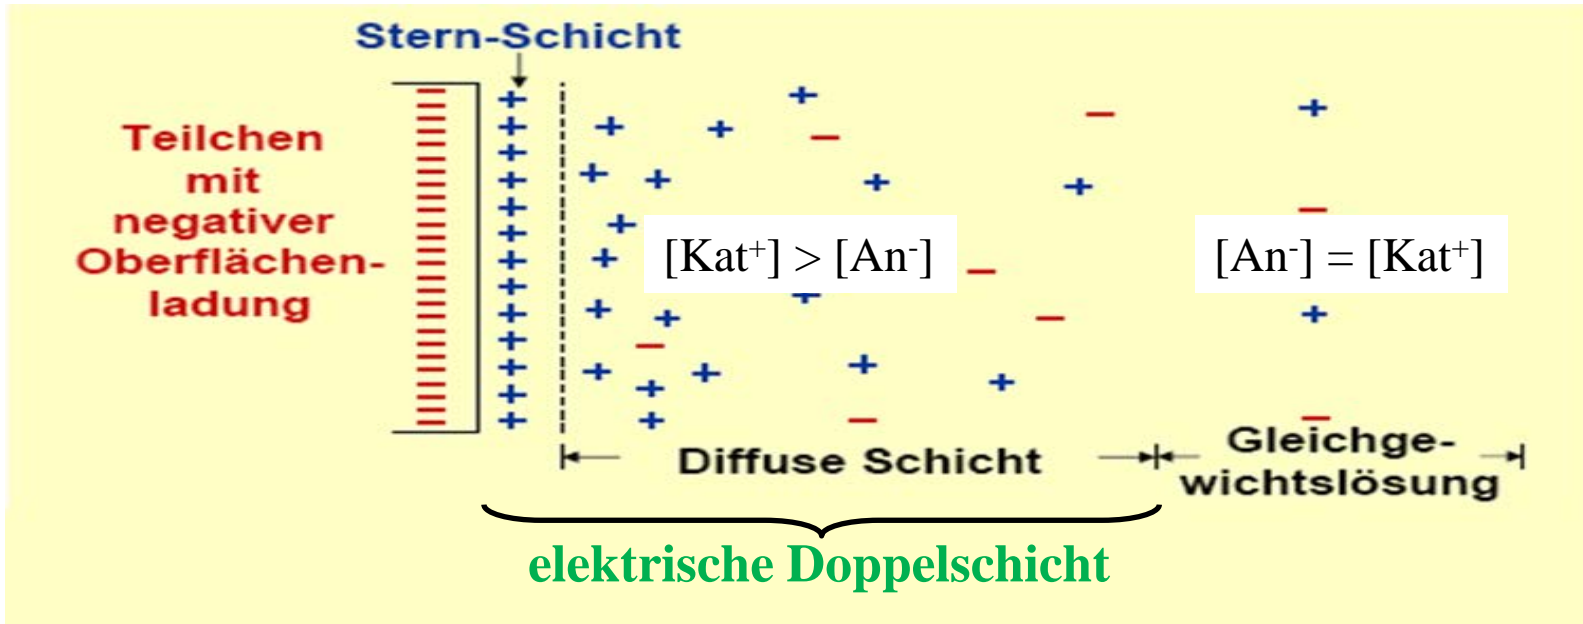 Stern-Schicht
Teilchen
mit
negativer
Oberflächen-
ladung
[Kat⁺] > [An⁻]
[An⁻] = [Kat⁺]
Diffuse Schicht
Gleichge-
wichtslösung
elektrische Doppelschicht